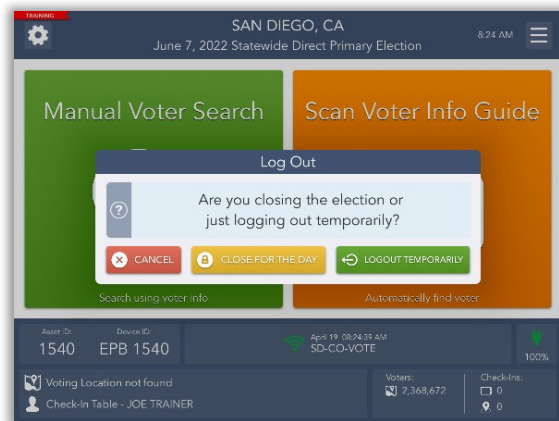 TRAINING
SAN DIEGO, CA
June 7, 2022 Statewide Direct Primary Election
8:24 AM
Manual Voter Search
Scan Voter Info Guide
Log Out
Are you closing the election or
just logging out temporarily?
CANCEL
CLOSE FOR THE DAY
LOGOUT TEMPORARILY
Search using voter info
Automatically find voter
Asset ID:
1540
Device ID:
EPB 1540
April 19 08:24:39 AM
SD-CO-VOTE
100%
Voting Location not found
Check-In Table - JOE TRAINER
Voters:
2,368,672
Check-Ins:
0
0